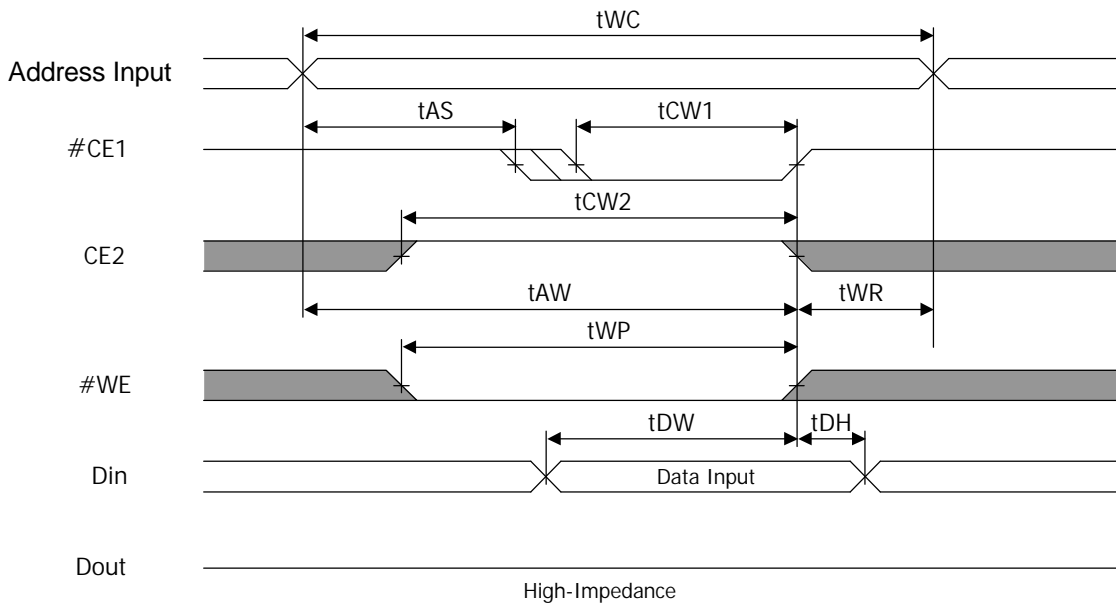 tWC
Address Input
tAS
tCW1
#CE1
tCW2
CE2
tAW
tWR
tWP
#WE
tDW
tDH
Din
Data Input
Dout
High-Impedance